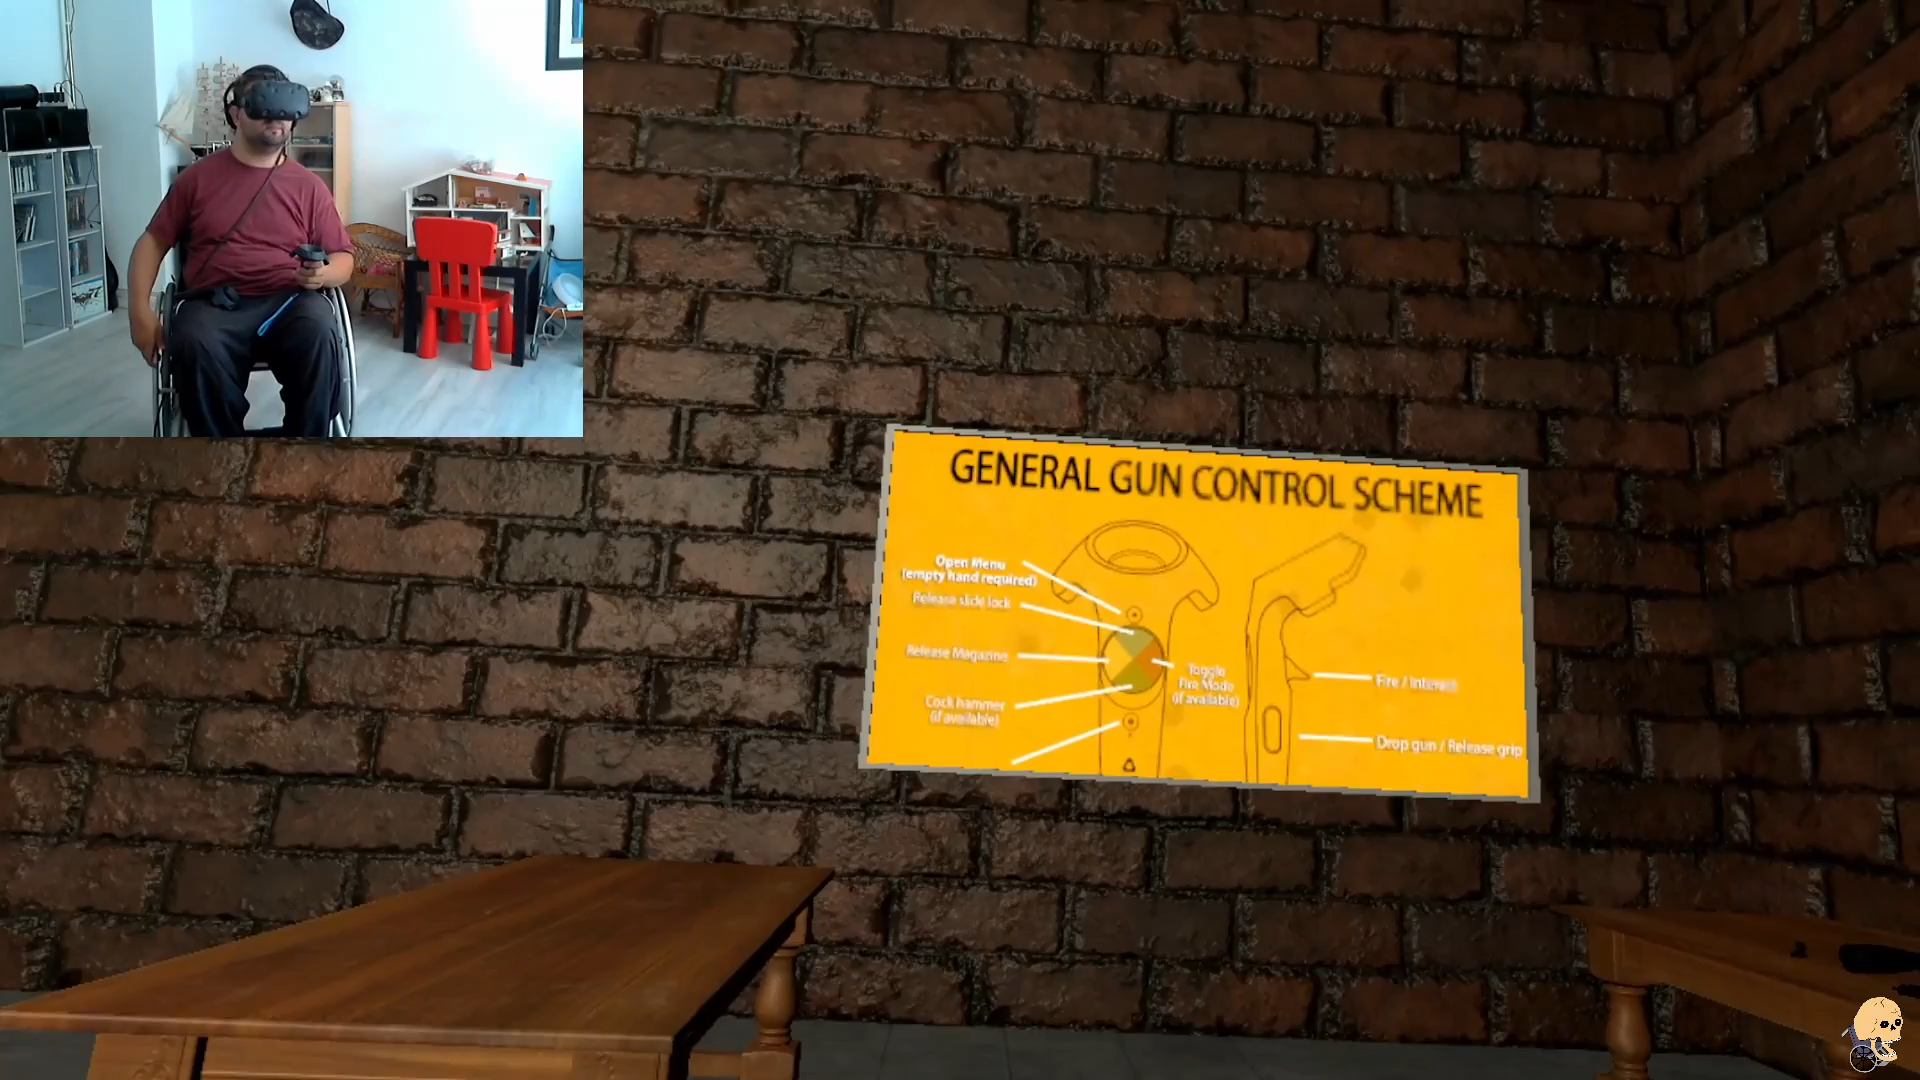 GENERAL GUN CONTROL SCHEME
Open Menu
(empty hand required)
Release slide lock
Release Magazine
Toggle
Fire Mode
(if available)
Cock hammer
(if available)
Fire / Interact
Drop gun / Release grip